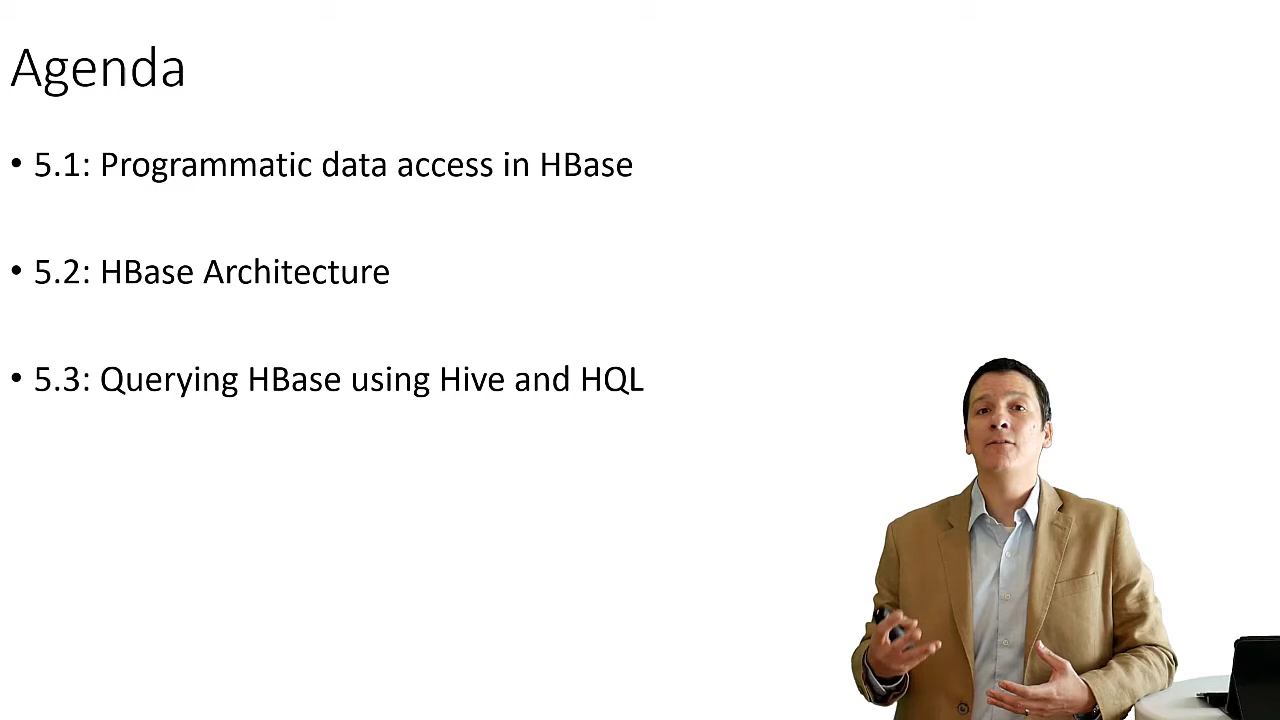 Agenda
• 5.1: Programmatic data access in HBase
• 5.2: HBase Architecture
• 5.3: Querying HBase using Hive and HQL